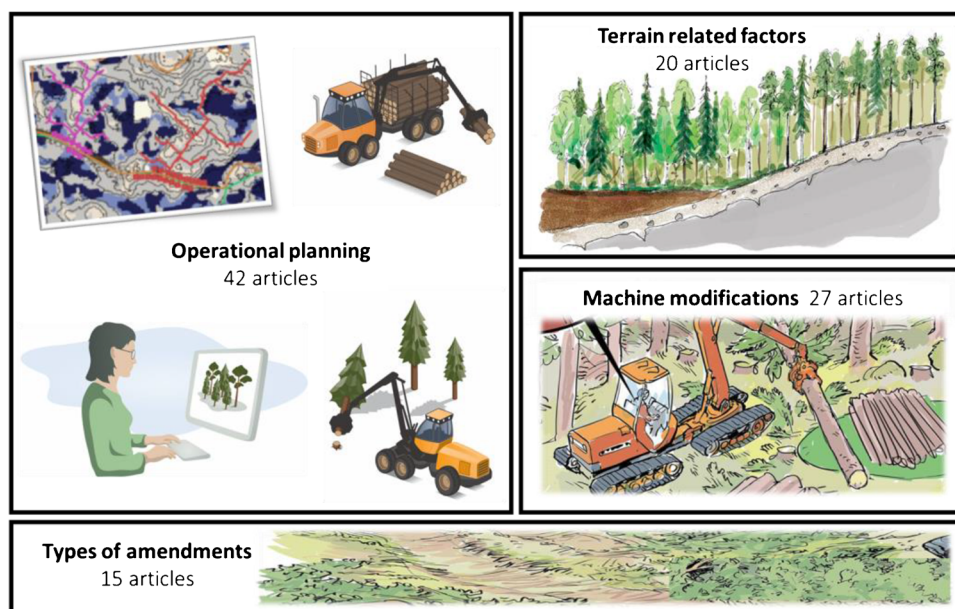 Operational planning
42 articles
Terrain related factors
20 articles
Machine modifications 27 articles
Types of amendments
15 articles